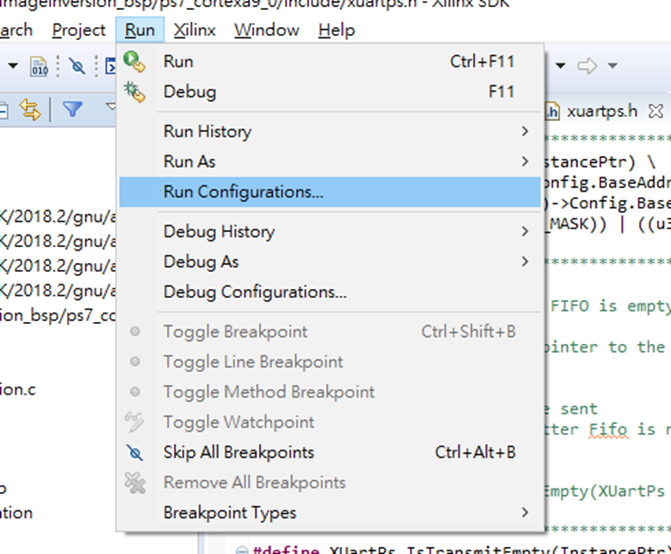 imageinversion_bsp/ps7_cortexa9_0/include/xuartps.h - Xilinx SDK
arch Project Run Xilinx Window Help
Run Ctrl+F11
Debug F11
Run History
Run As
Run Configurations...
Debug History
Debug As
Debug Configurations...
Toggle Breakpoint Ctrl+Shift+B
Toggle Line Breakpoint
Toggle Method Breakpoint
Toggle Watchpoint
Skip All Breakpoints Ctrl+Alt+B
Remove All Breakpoints
Breakpoint Types
010
K/2018.2/gnu/a
K/2018.2/gnu/a
K/2018.2/gnu/a
K/2018.2/gnu/a
ion_bsp/ps7_co
ion.c
o
ation
xuartps.h
stancePtr) \
onfig.BaseAddr
)->Config.Base
_MASK)) | ((u3
FIFO is empty
ointer to the
e sent
tter Fifo is n
Empty(XUartPs
#define XUartPs_IsTransmitEmpty(InstancePtr)